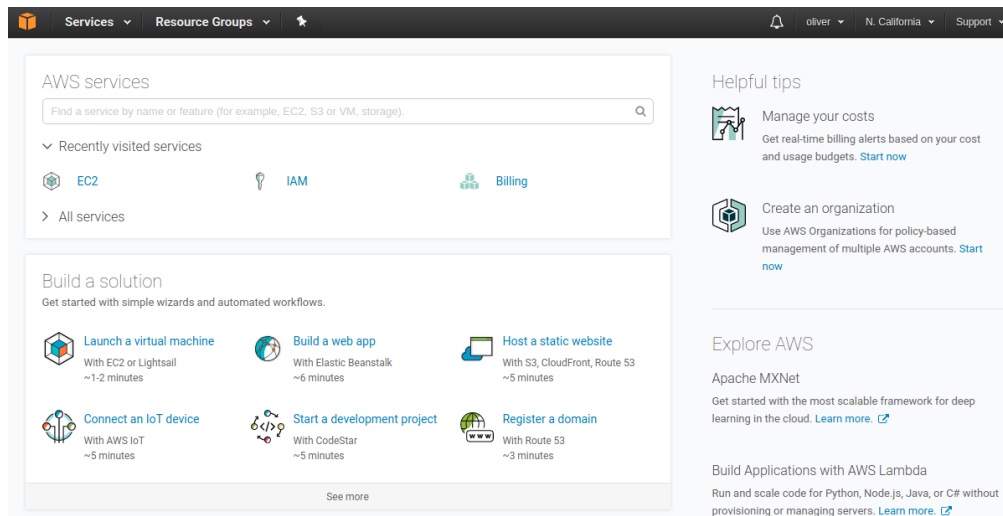 Services Resource Groups oliver N. California Support
AWS services
Find a service by name or feature (for example, EC2, S3 or VM, storage).
Recently visited services
EC2 IAM Billing
All services
Build a solution
Get started with simple wizards and automated workflows.
Launch a virtual machine
With EC2 or Lightsail
~1-2 minutes
Build a web app
With Elastic Beanstalk
~6 minutes
Host a static website
With S3, CloudFront, Route 53
~5 minutes
Connect an IoT device
With AWS IoT
~5 minutes
Start a development project
With CodeStar
~5 minutes
www
Register a domain
With Route 53
~3 minutes
See more
Helpful tips
Manage your costs
Get real-time billing alerts based on your cost
and usage budgets. Start now
Create an organization
Use AWS Organizations for policy-based
management of multiple AWS accounts. Start
now
Explore AWS
Apache MXNet
Get started with the most scalable framework for deep
learning in the cloud. Learn more.
Build Applications with AWS Lambda
Run and scale code for Python, Node.js, Java, or C# without
provisioning or managing servers. Learn more.